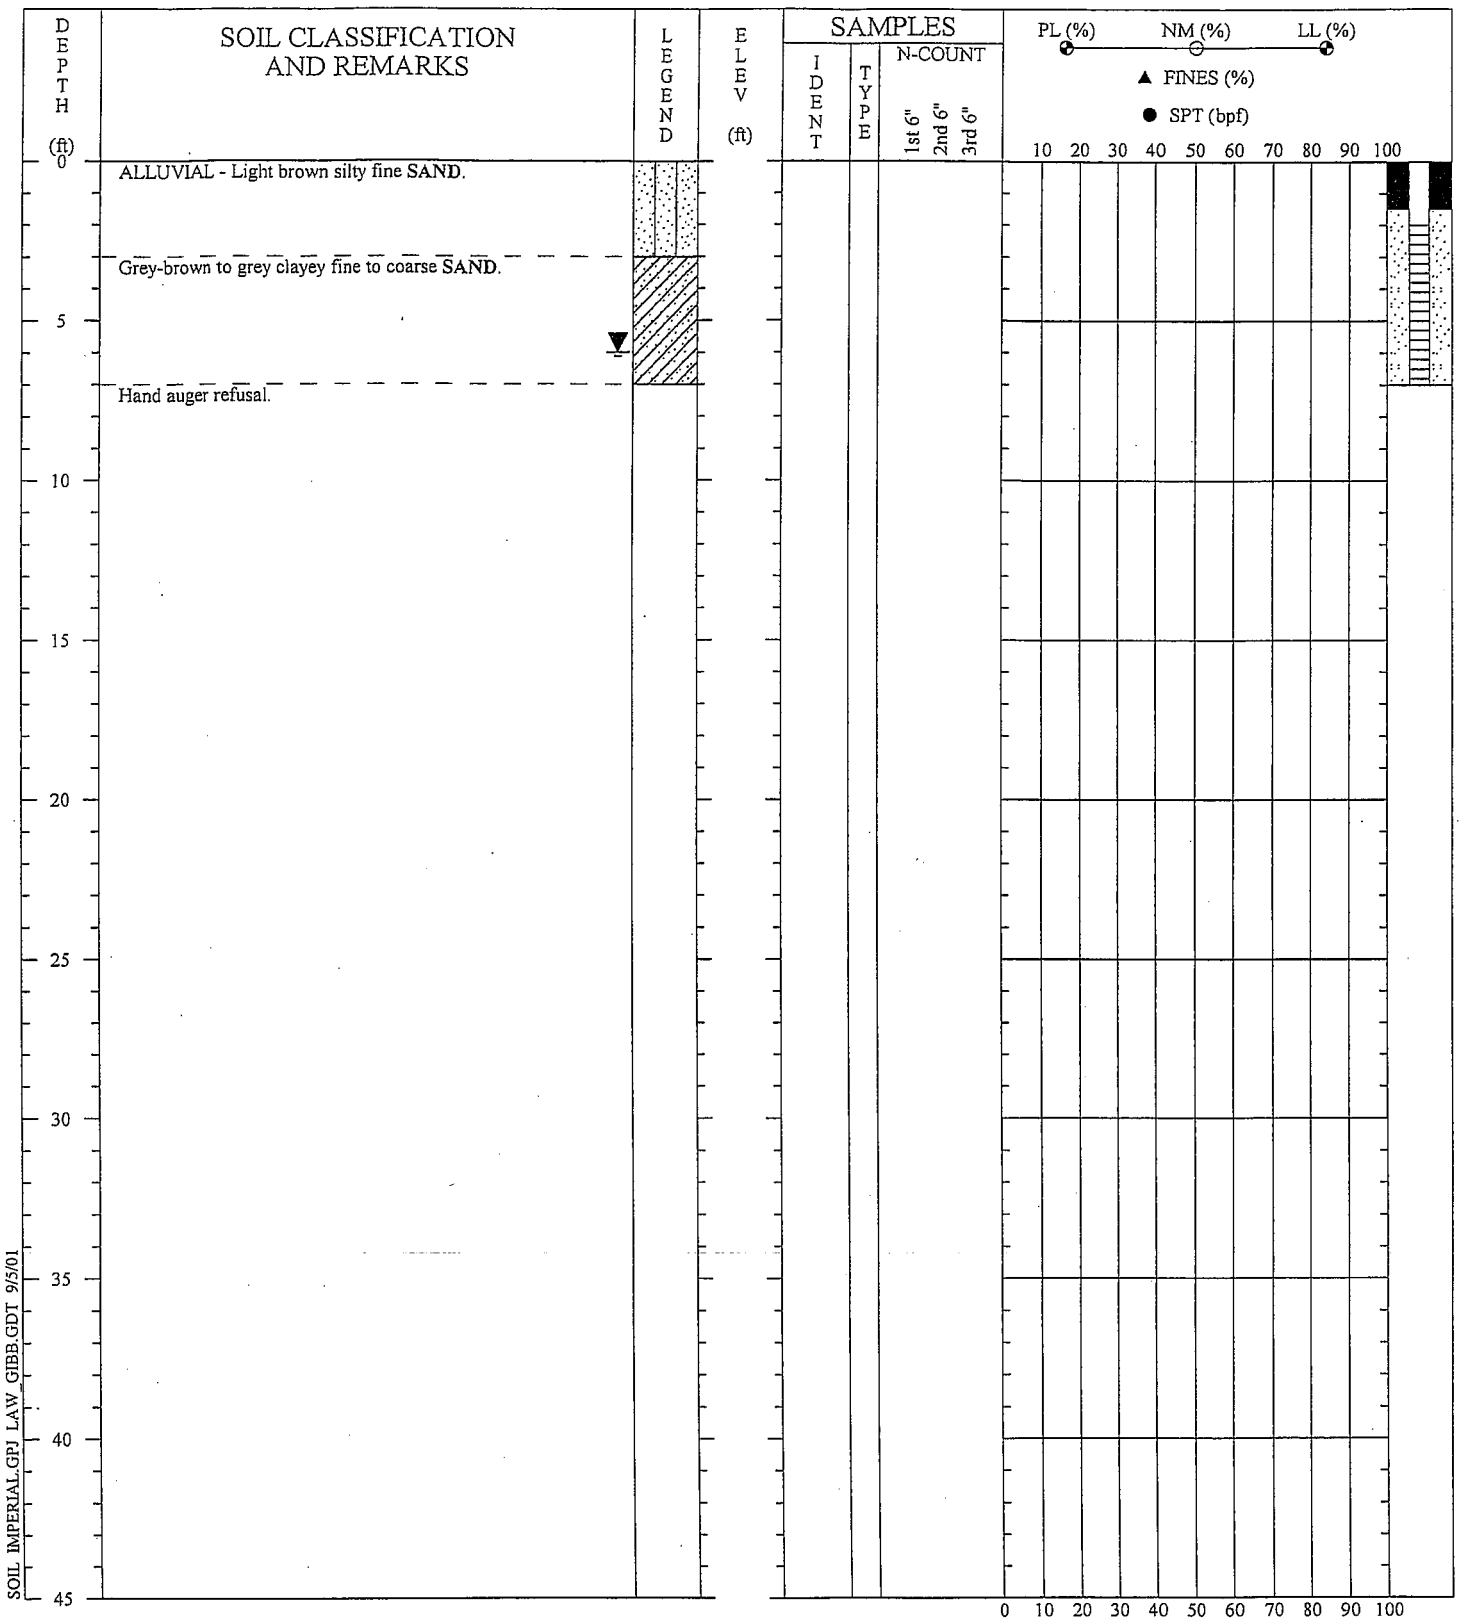 DEPTH (ft)
SOIL CLASSIFICATION
AND REMARKS
LEGEND
ELEV (ft)
SAMPLES
IDENT
TYPE
N-COUNT
1st 6"
2nd 6"
3rd 6"
PL (%) NM (%) LL (%)
FINES (%)
SPT (bpf)
10 20 30 40 50 60 70 80 90 100
0
ALLUVIAL - Light brown silty fine SAND.
Grey-brown to grey clayey fine to coarse SAND.
5
Hand auger refusal.
10
15
20
25
30
35
40
45
0 10 20 30 40 50 60 70 80 90 100
SOIL IMPERIAL.GPJ LAW_GIBB.GDT 9/5/01